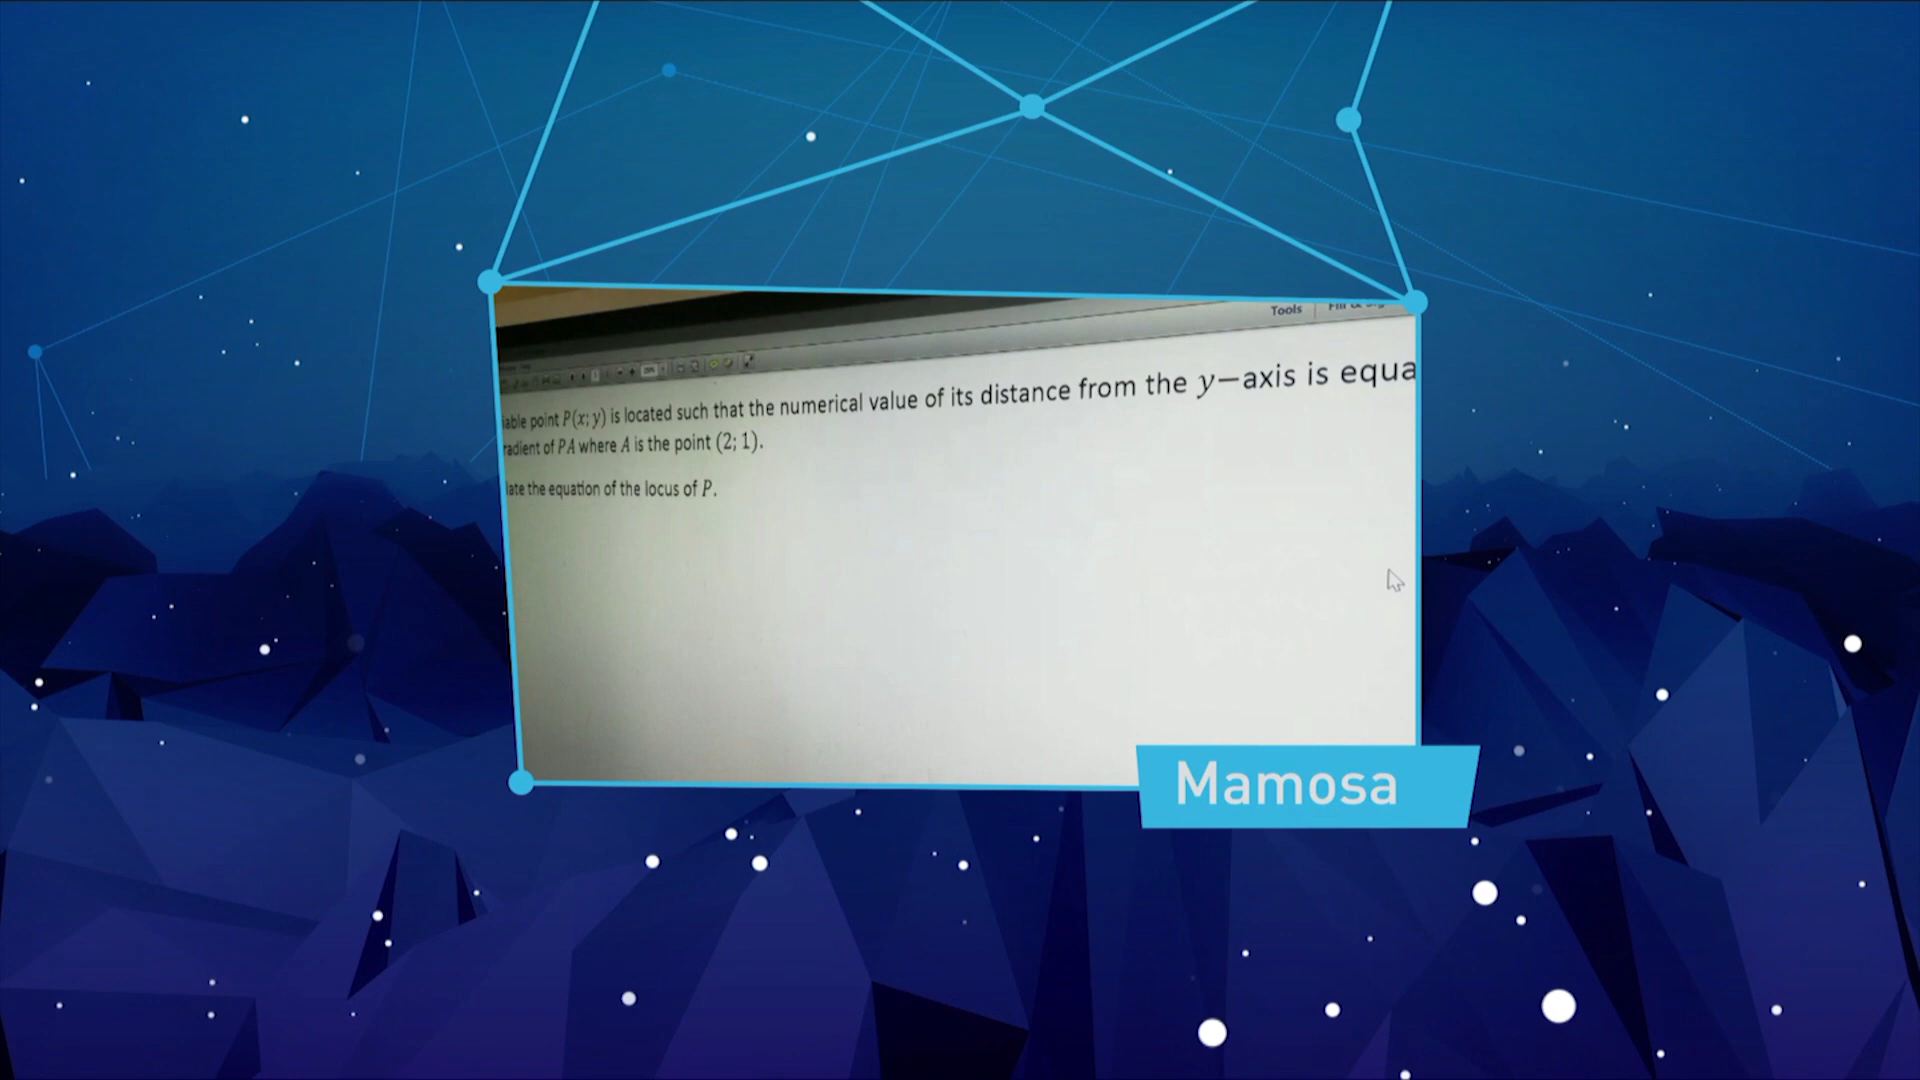 Tools
iable point P(x; y) is located such that the numerical value of its distance from the y−axis is equa
radient of PA where A is the point (2; 1).
late the equation of the locus of P.
Mamosa